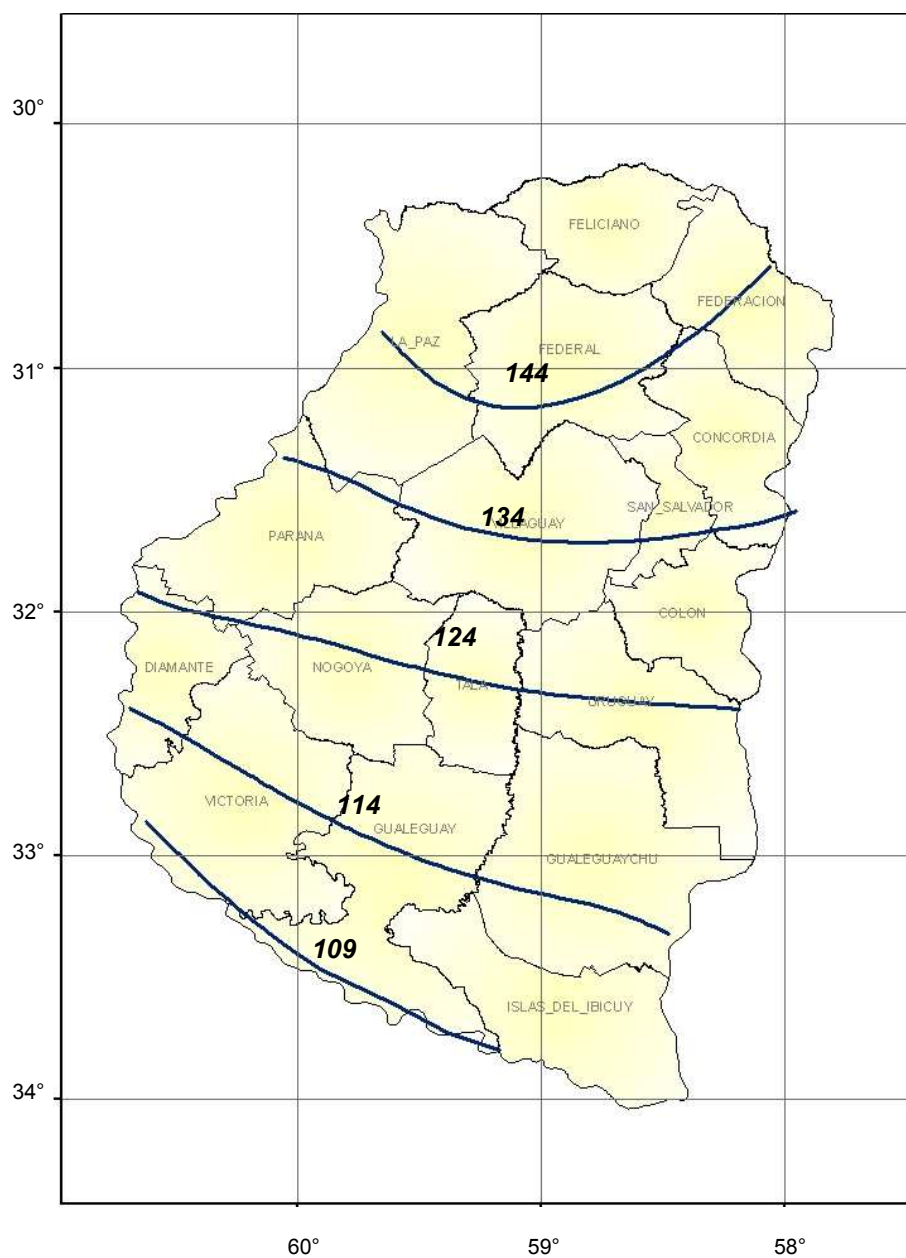 30°
FELICIANO
FEDERACION
LA_PAZ
FEDERAL
31°
144
CONCORDIA
134
VILLAGUAY
SAN_SALVADOR
PARANA
32°
COLON
124
DIAMANTE
NOGOYA
TALA
URUGUAY
VICTORIA
114
GUALEGUAY
33°
GUALEGUAYCHU
109
ISLAS_DEL_IBICUY
34°
60°
59°
58°